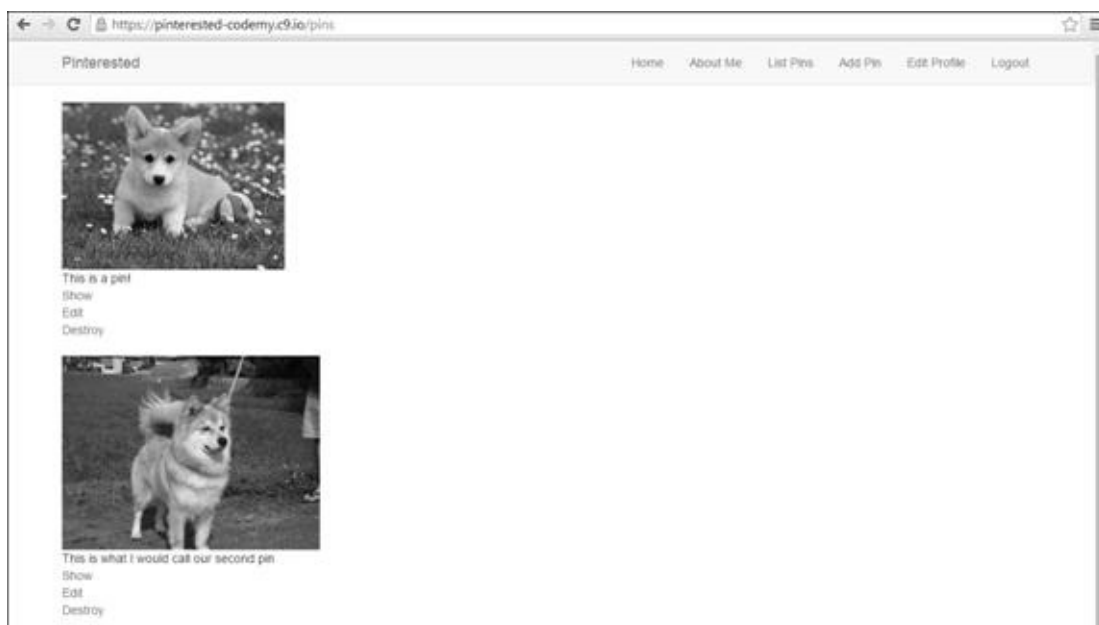 https://pinterested-codemy.c9.io/pins
Pinterested Home About Me List Pins Add Pin Edit Profile Logout
This is a pin!
Show
Edit
Destroy
This is what I would call our second pin
Show
Edit
Destroy